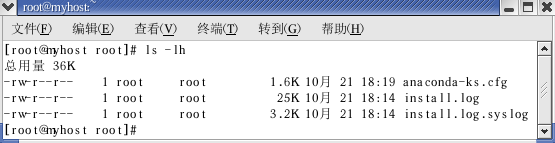 root@myhost:~
文件(F) 编辑(E) 查看(V) 终端(T) 转到(G) 帮助(H)
[root@myhost root]# ls -lh
总用量 36K
-rw-r--r-- 1 root root 1.6K 10月 21 18:19 anaconda-ks.cfg
-rw-r--r-- 1 root root 25K 10月 21 18:14 install.log
-rw-r--r-- 1 root root 3.2K 10月 21 18:14 install.log.syslog
[root@myhost root]#